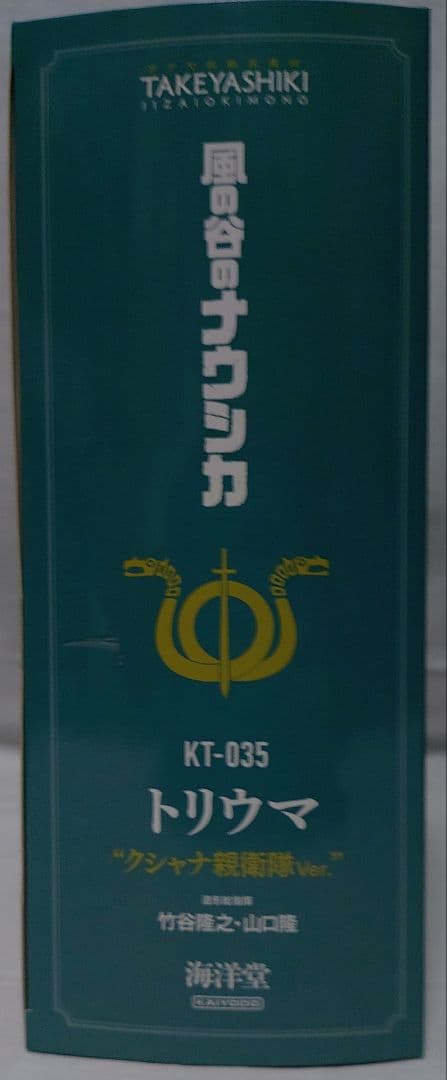 TAKEYASHIKI
JIZAIOKIMONO
風の谷のナウシカ
KT-035
トリウマ
“クシャナ親衛隊Ver.”
竹谷隆之・山口隆
海洋堂
KAIYODO